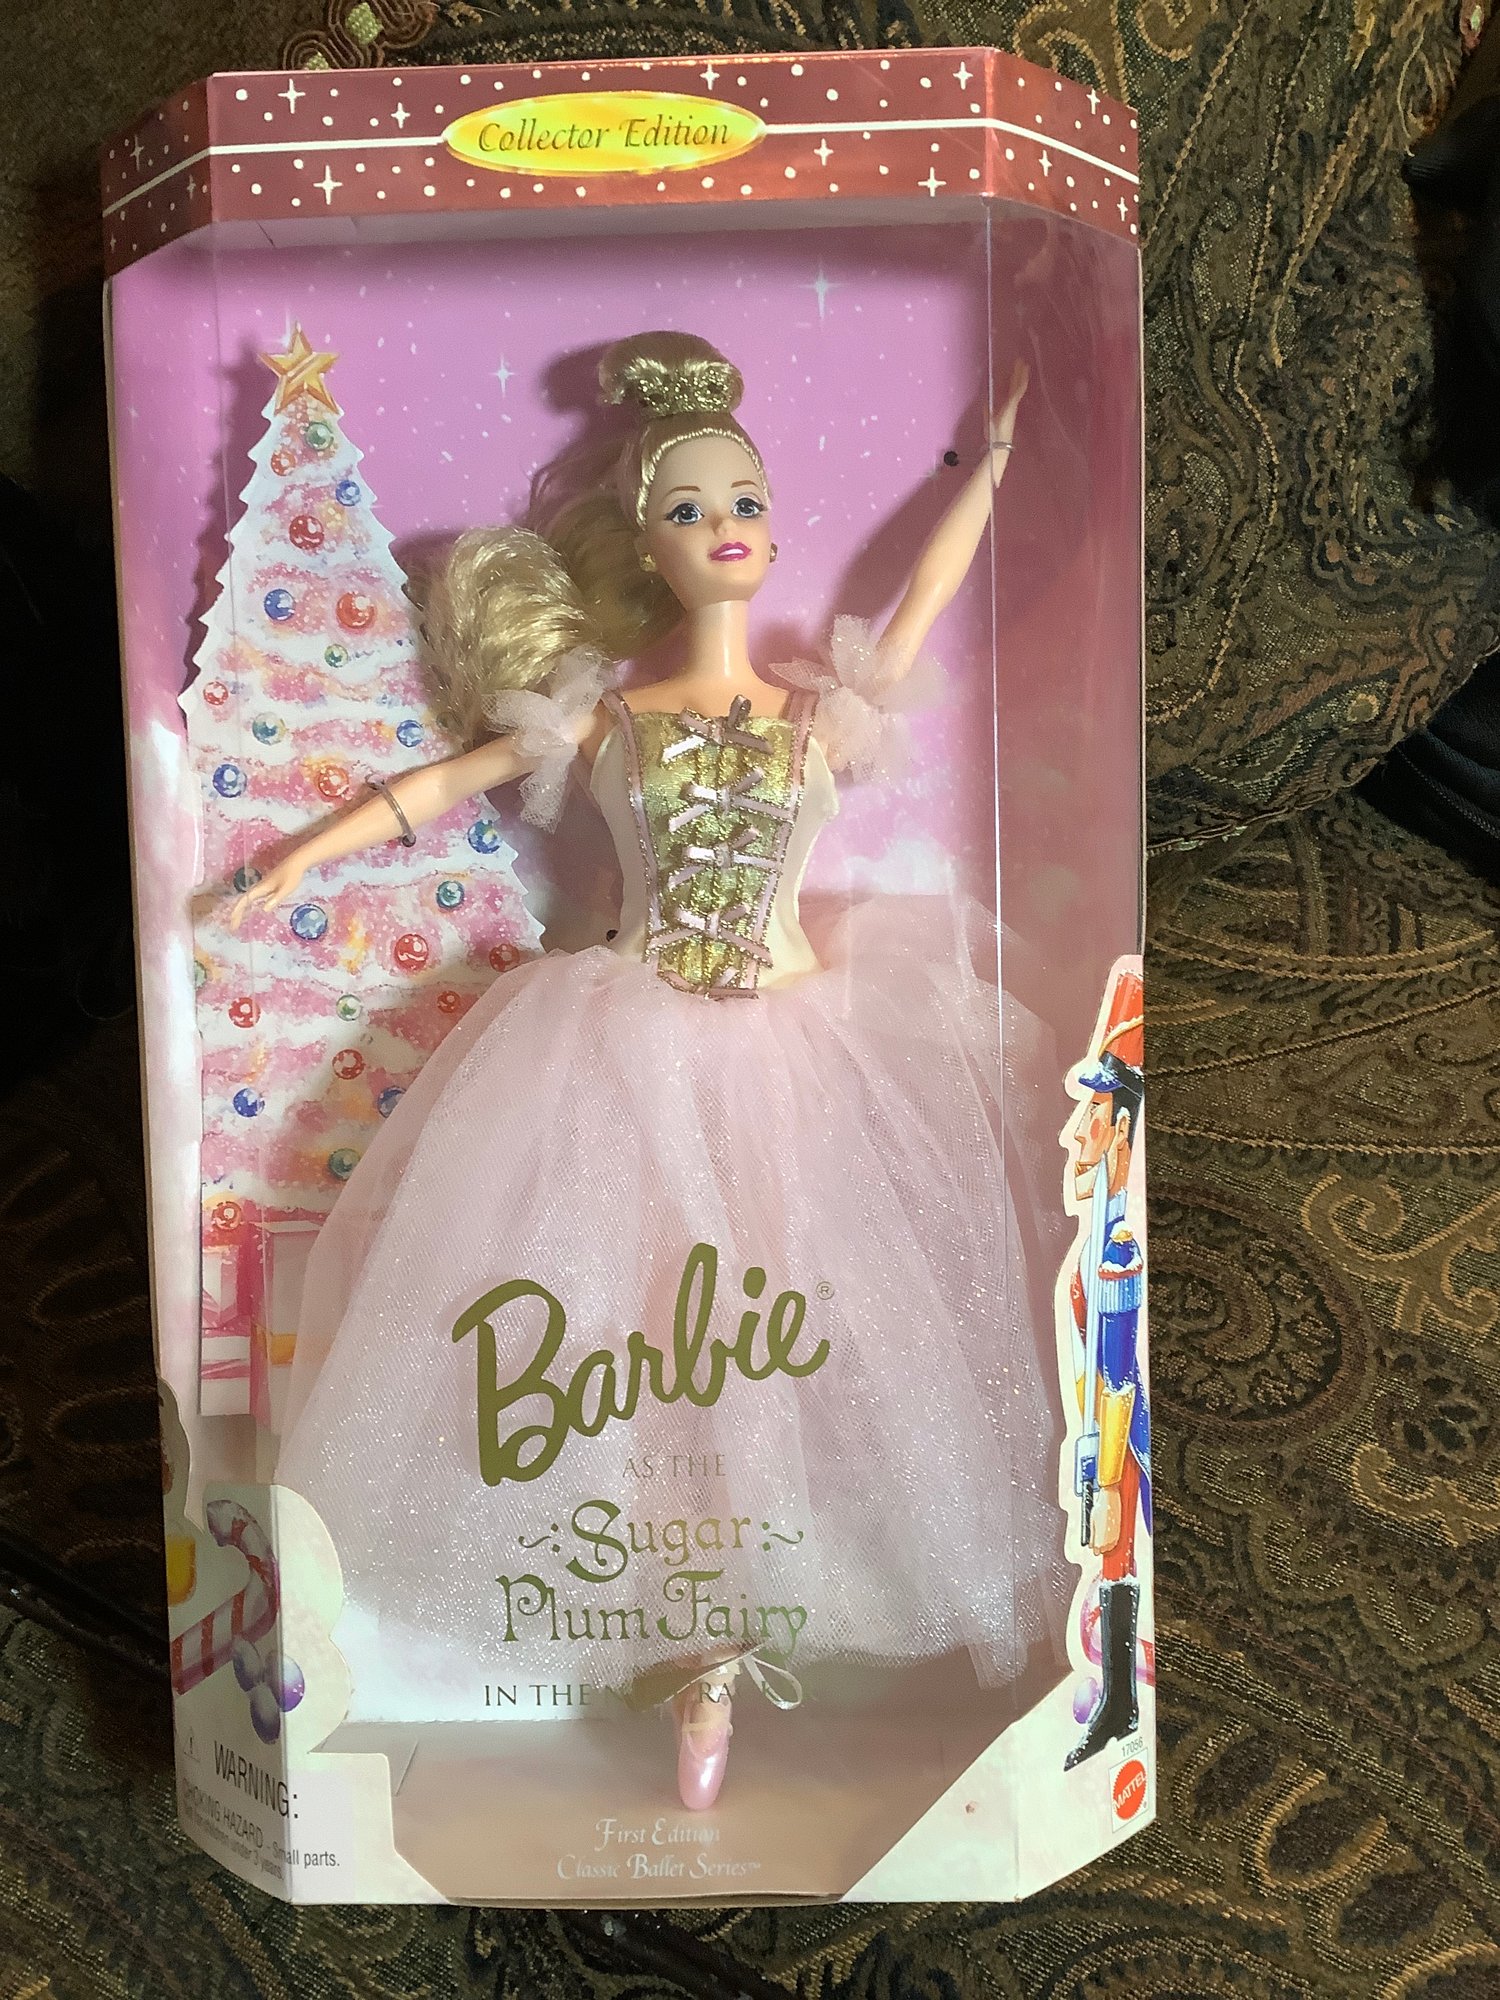 Collector Edition
Barbie®
AS THE
Sugar
Plum Fairy
IN THE
17056
MATTEL
WARNING:
CHOKING HAZARD - Small parts.
First Edition
Classic Ballet Series™